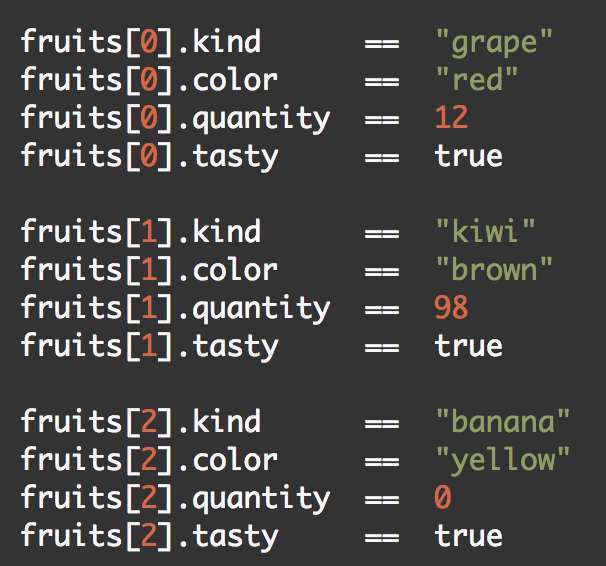 fruits[0].kind      ==  "grape"
fruits[0].color     ==  "red"
fruits[0].quantity  ==  12
fruits[0].tasty     ==  true

fruits[1].kind      ==  "kiwi"
fruits[1].color     ==  "brown"
fruits[1].quantity  ==  98
fruits[1].tasty     ==  true

fruits[2].kind      ==  "banana"
fruits[2].color     ==  "yellow"
fruits[2].quantity  ==  0
fruits[2].tasty     ==  true